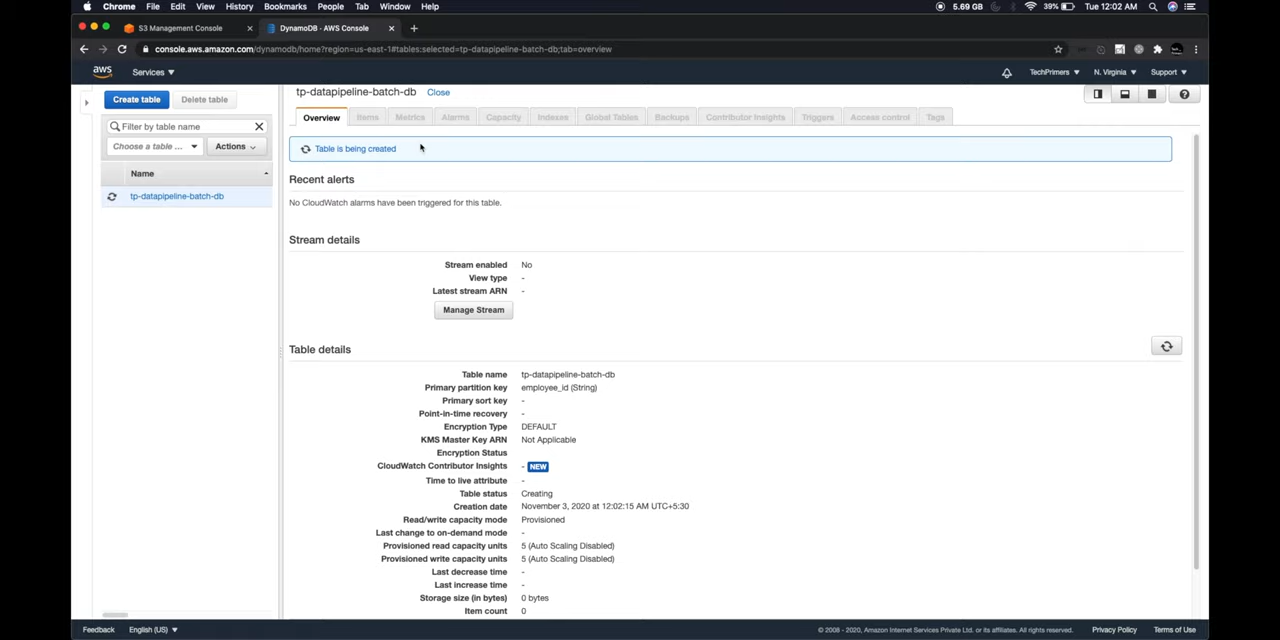 Chrome File Edit View History Bookmarks People Tab Window Help 5.69 GB 39% Tue 12:02 AM
S3 Management Console × DynamoDB - AWS Console × +
console.aws.amazon.com/dynamodb/home?region=us-east-1#tables:selected=tp-datapipeline-batch-db;tab=overview
aws Services TechPrimers N. Virginia Support
Create table Delete table
Filter by table name
Choose a table ... Actions
Name
tp-datapipeline-batch-db
tp-datapipeline-batch-db Close
Overview Items Metrics Alarms Capacity Indexes Global Tables Backups Contributor Insights Triggers Access control Tags
Table is being created
Recent alerts
No CloudWatch alarms have been triggered for this table.
Stream details
Stream enabled No
View type -
Latest stream ARN -
Manage Stream
Table details
Table name tp-datapipeline-batch-db
Primary partition key employee_id (String)
Primary sort key -
Point-in-time recovery -
Encryption Type DEFAULT
KMS Master Key ARN Not Applicable
Encryption Status
CloudWatch Contributor Insights - NEW
Time to live attribute -
Table status Creating
Creation date November 3, 2020 at 12:02:15 AM UTC+5:30
Read/write capacity mode Provisioned
Last change to on-demand mode -
Provisioned read capacity units 5 (Auto Scaling Disabled)
Provisioned write capacity units 5 (Auto Scaling Disabled)
Last decrease time -
Last increase time -
Storage size (in bytes) 0 bytes
Item count 0
Feedback English (US) © 2008 - 2020, Amazon Internet Services Private Ltd. or its affiliates. All rights reserved. Privacy Policy Terms of Use